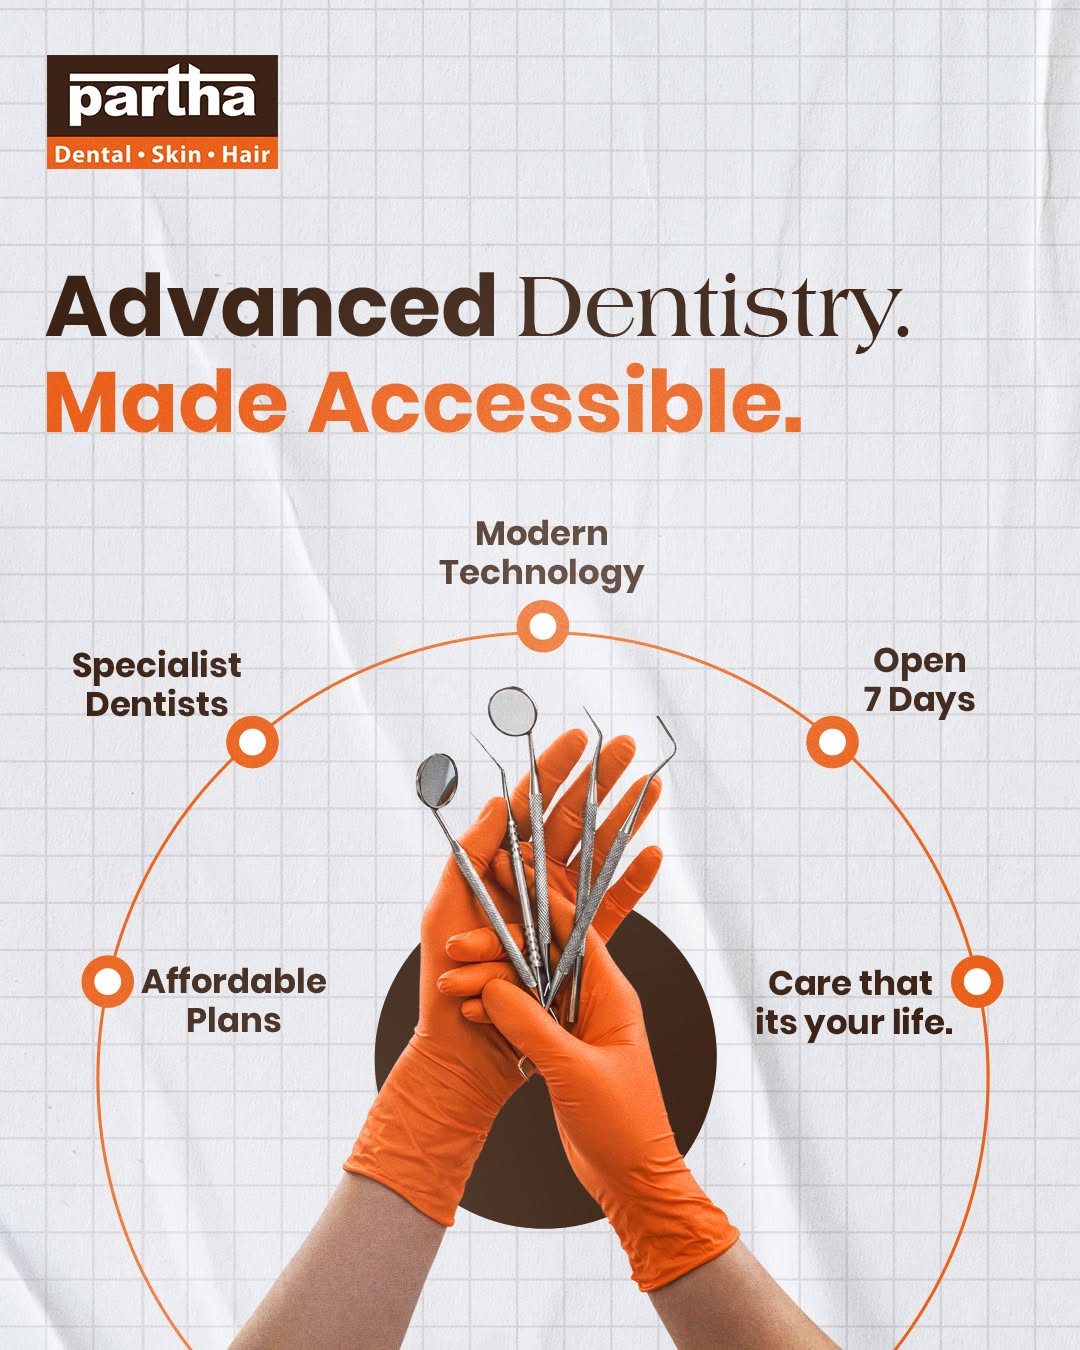 partha
Dental • Skin • Hair
Advanced Dentistry.
Made Accessible.
Modern
Technology
Specialist
Dentists
Open
7 Days
Affordable
Plans
Care that
its your life.